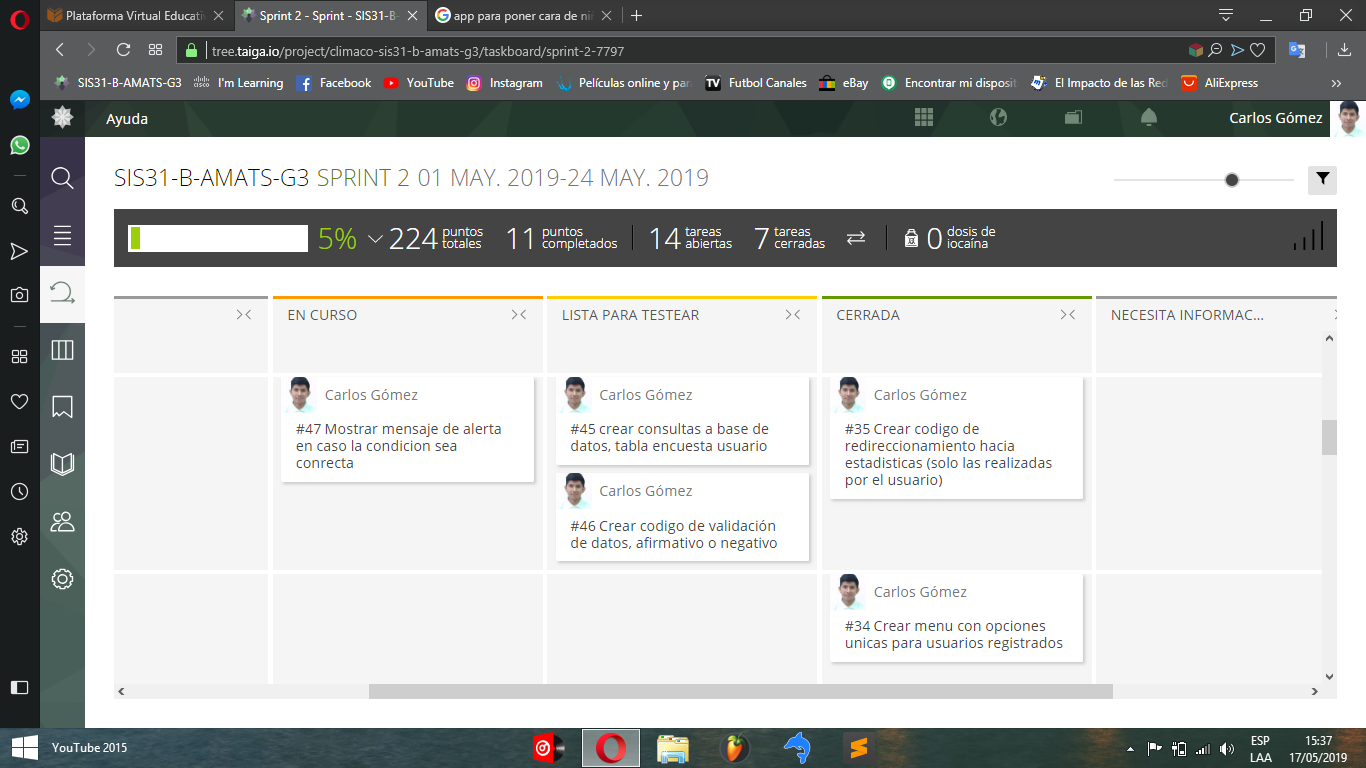 Plataforma Virtual Educati
Sprint 2 - Sprint - SIS31-B-
app para poner cara de ni
tree.taiga.io/project/climaco-sis31-b-amats-g3/taskboard/sprint-2-7797
SIS31-B-AMATS-G3
I'm Learning
Facebook
YouTube
Instagram
Películas online y par
TV
Futbol Canales
eBay
Encontrar mi disposit
El Impacto de las Red
AliExpress
Ayuda
Carlos Gómez
SIS31-B-AMATS-G3 SPRINT 2 01 MAY. 2019-24 MAY. 2019
5%
224 puntos totales
11 puntos completados
14 tareas abiertas
7 tareas cerradas
0 dosis de iocaína
EN CURSO
LISTA PARA TESTEAR
CERRADA
NECESITA INFORMAC...
Carlos Gómez
#47 Mostrar mensaje de alerta
en caso la condicion sea
conrecta
Carlos Gómez
#45 crear consultas a base de
datos, tabla encuesta usuario
Carlos Gómez
#46 Crear codigo de validación
de datos, afirmativo o negativo
Carlos Gómez
#35 Crear codigo de
redireccionamiento hacia
estadisticas (solo las realizadas
por el usuario)
Carlos Gómez
#34 Crear menu con opciones
unicas para usuarios registrados
YouTube 2015
ESP
LAA
15:37
17/05/2019